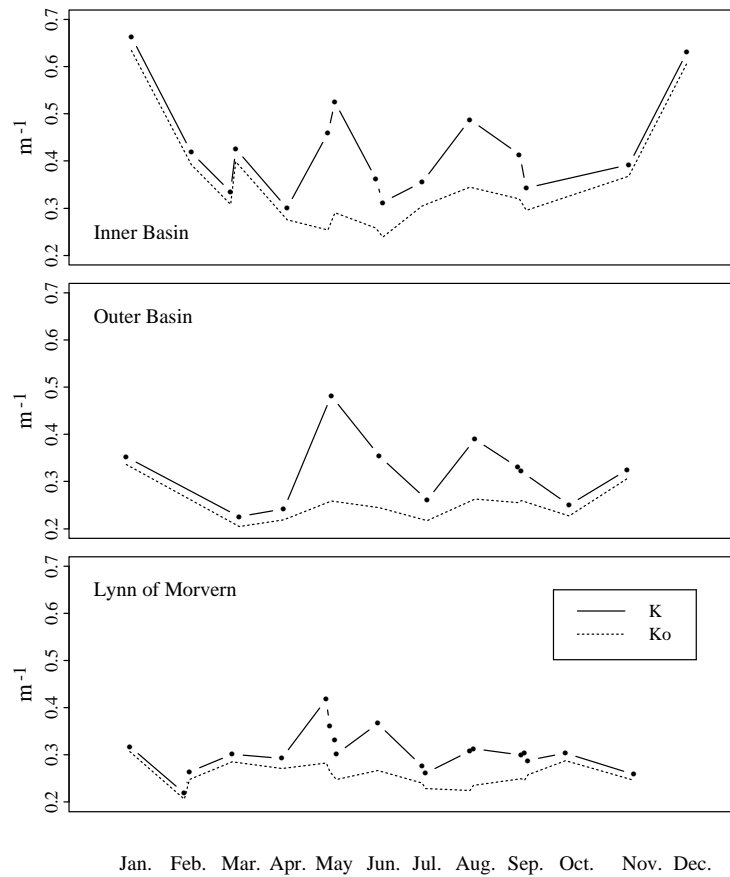 0.7
0.6
0.5
0.4
0.3
0.2
m⁻¹
Inner Basin
0.7
0.6
0.5
0.4
0.3
0.2
m⁻¹
Outer Basin
0.7
0.6
0.5
0.4
0.3
0.2
m⁻¹
Lynn of Morvern
K
Ko
Jan. Feb. Mar. Apr. May Jun. Jul. Aug. Sep. Oct. Nov. Dec.